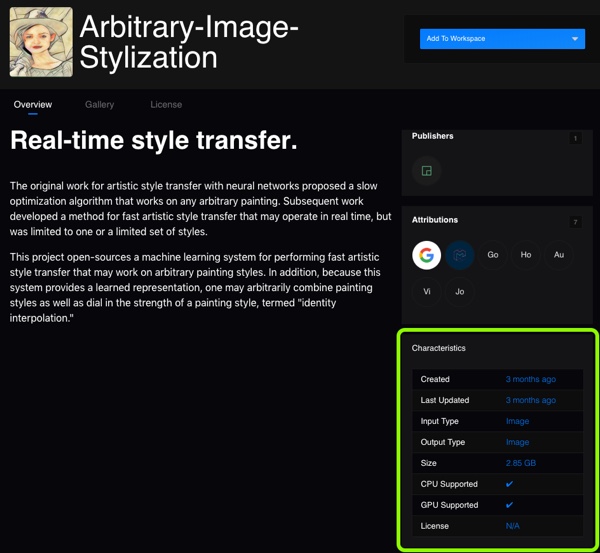 Arbitrary-Image-
Stylization
Add To Workspace
Overview
Gallery
License
Real-time style transfer.
The original work for artistic style transfer with neural networks proposed a slow
optimization algorithm that works on any arbitrary painting. Subsequent work
developed a method for fast artistic style transfer that may operate in real time, but
was limited to one or a limited set of styles.
This project open-sources a machine learning system for performing fast artistic
style transfer that may work on arbitrary painting styles. In addition, because this
system provides a learned representation, one may arbitrarily combine painting
styles as well as dial in the strength of a painting style, termed "identity
interpolation."
Publishers
1
Attributions
7
G
Go
Ho
Au
Vi
Jo
Characteristics
Created 3 months ago
Last Updated 3 months ago
Input Type Image
Output Type Image
Size 2.85 GB
CPU Supported ✔
GPU Supported ✔
License N/A